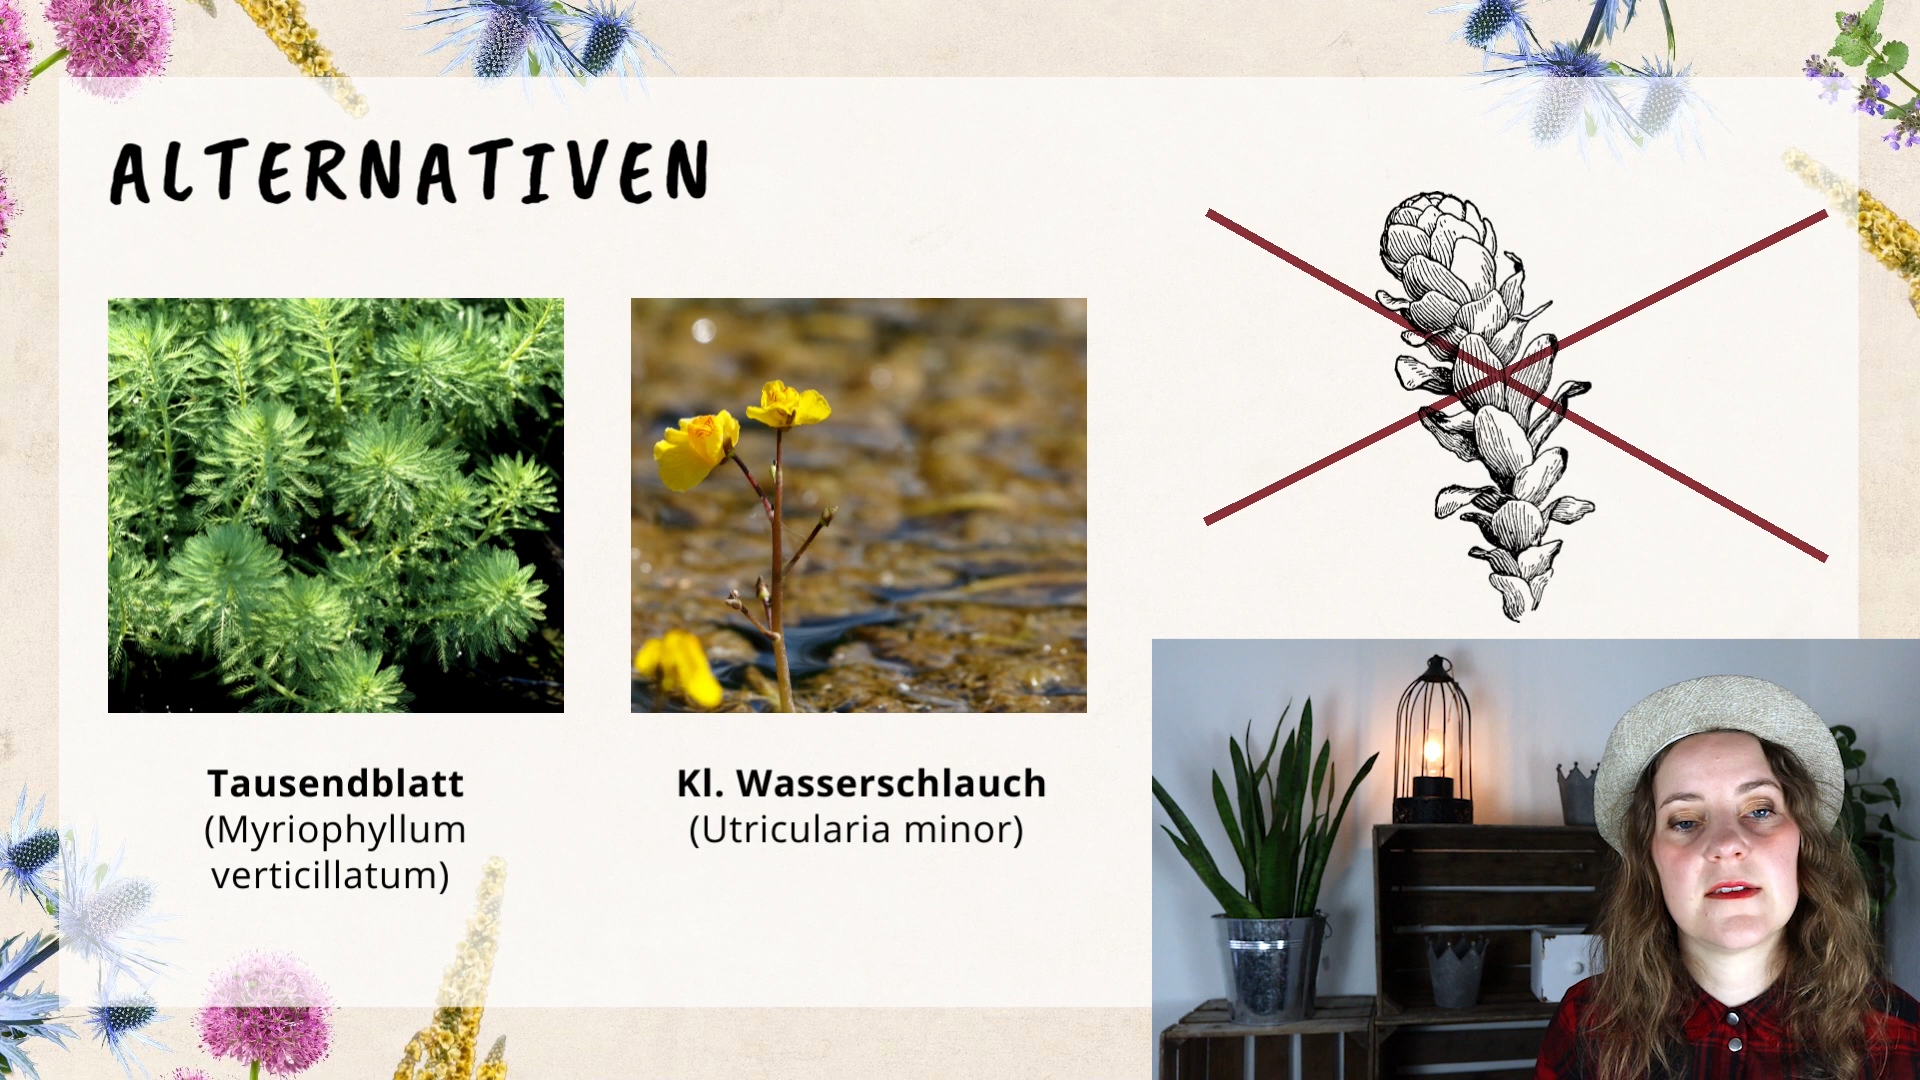 ALTERNATIVEN
Tausendblatt
(Myriophyllum
verticillatum)
Kl. Wasserschlauch
(Utricularia minor)